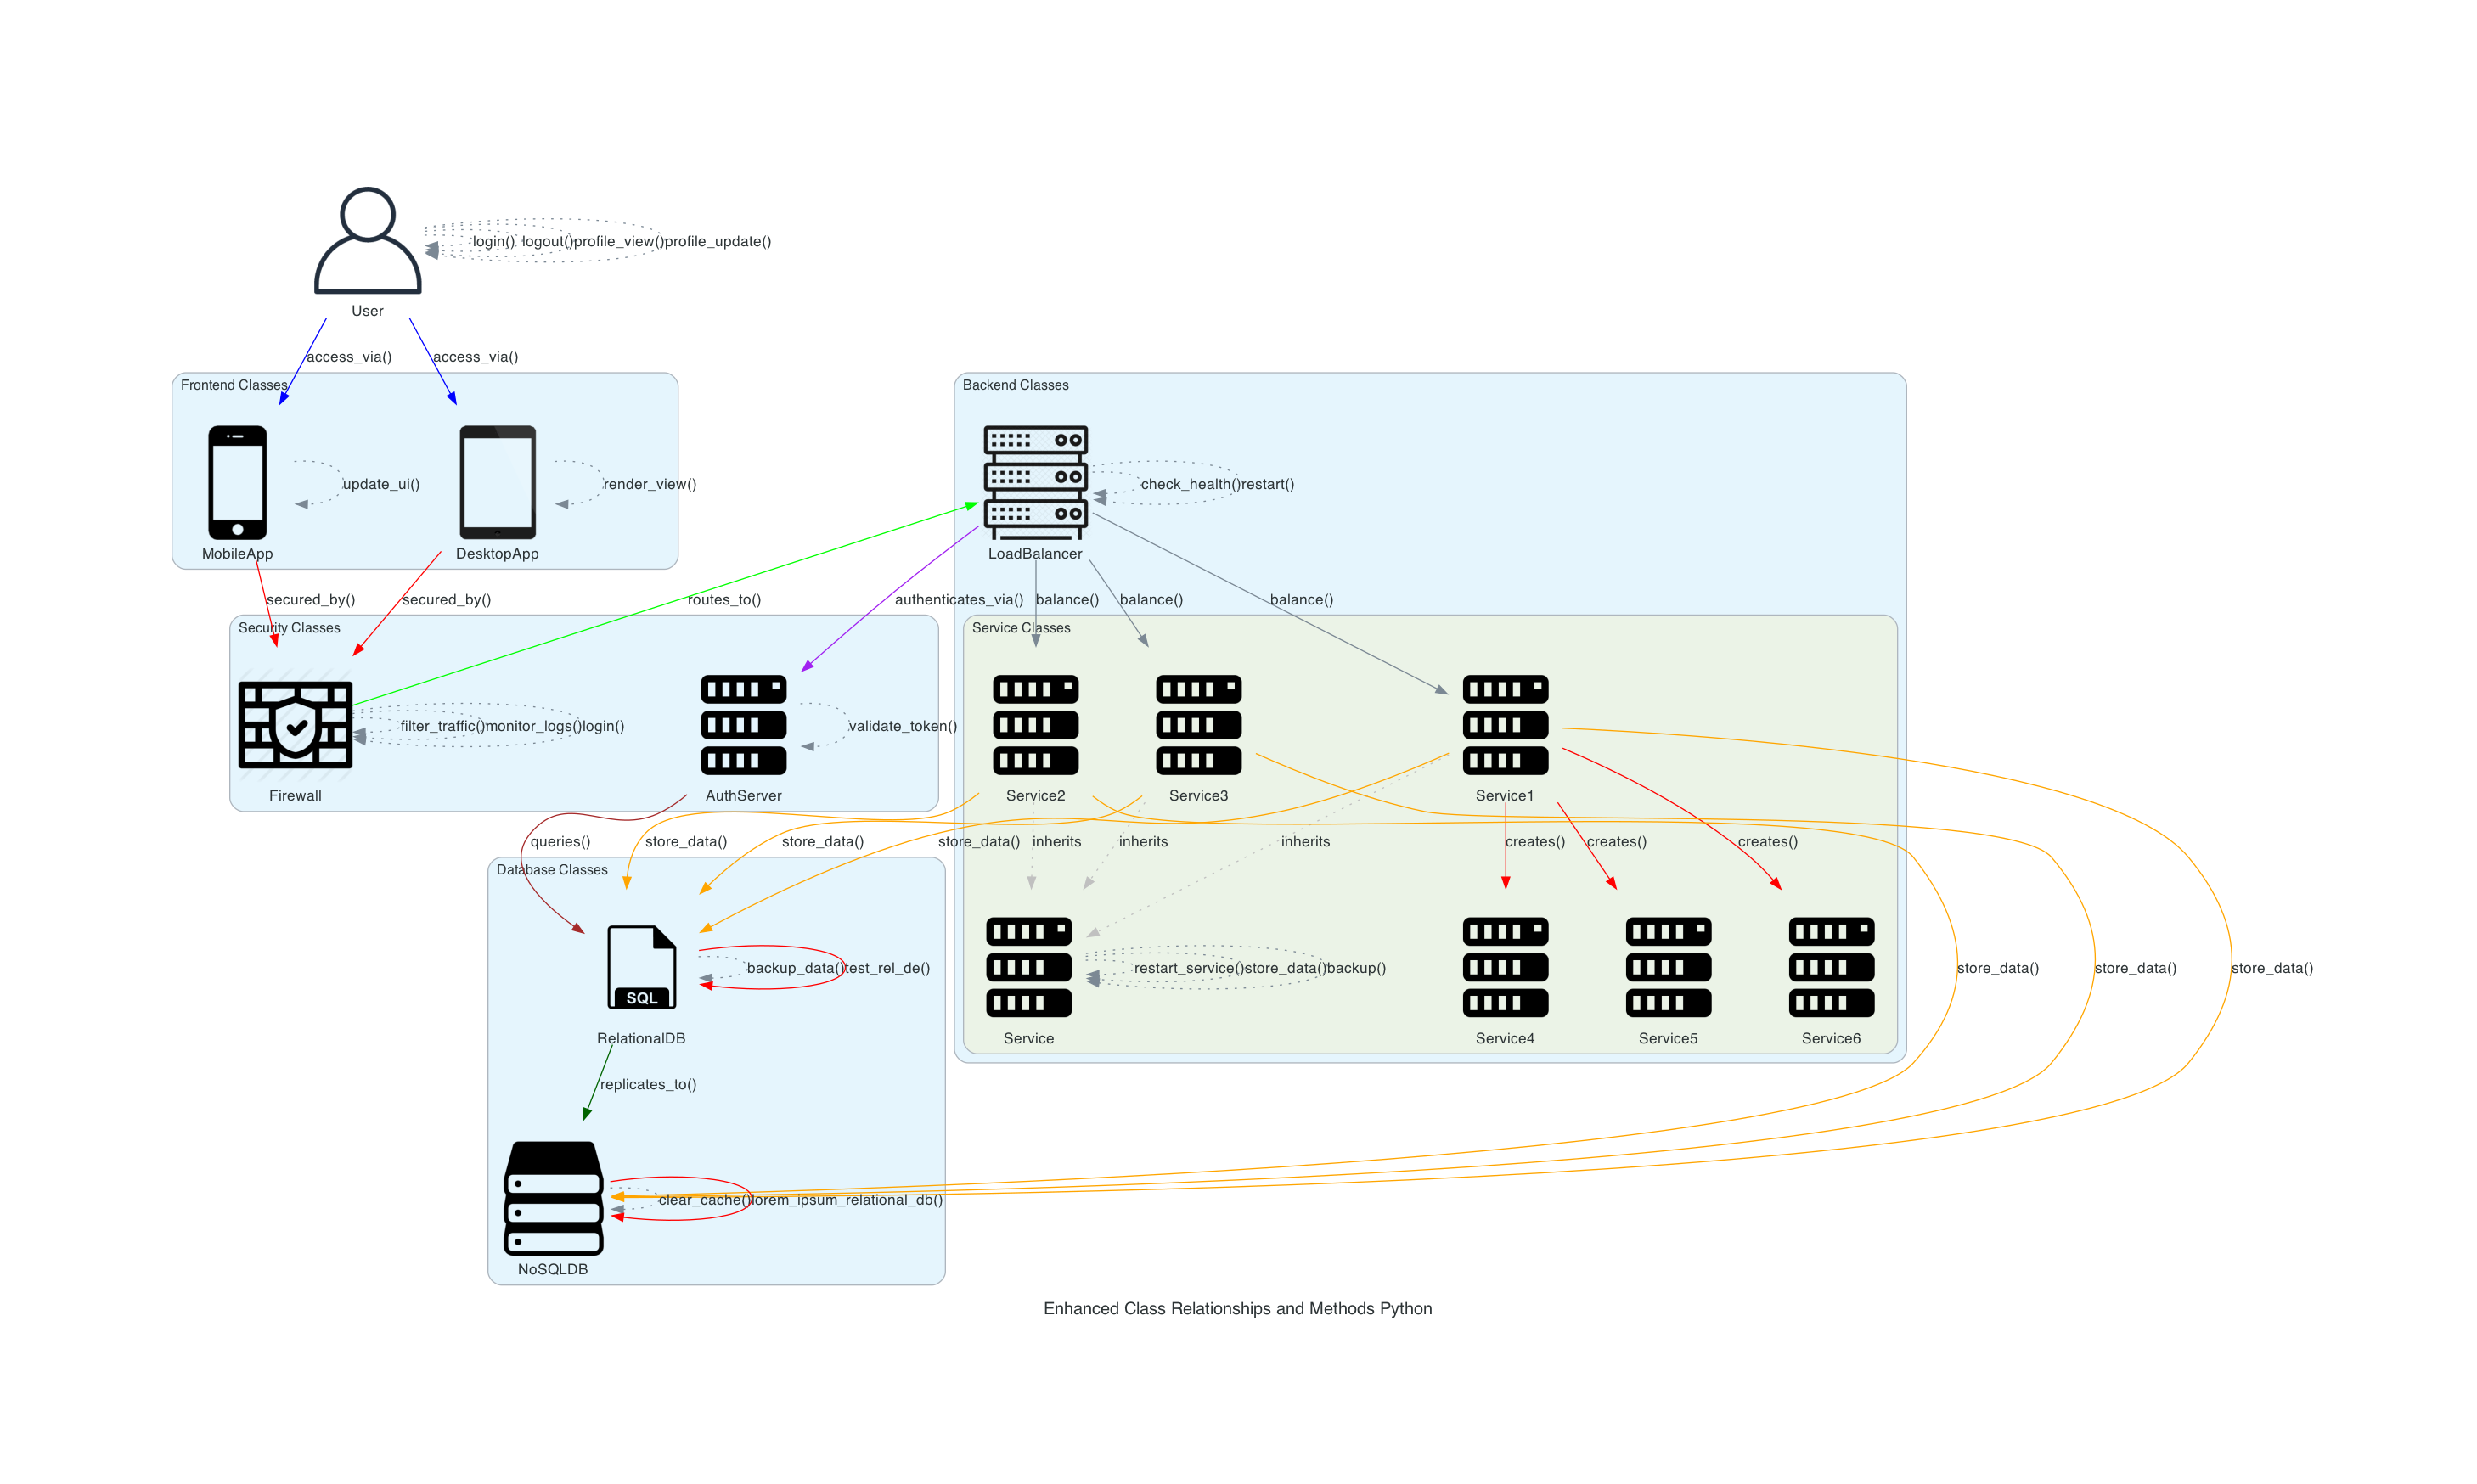 login() logout()profile_view()profile_update()
User
access_via() access_via()
Frontend Classes
Backend Classes
update_ui() render_view()
check_health()restart()
MobileApp DesktopApp
LoadBalancer
secured_by() secured_by() routes_to() authenticates_via() balance() balance() balance()
Security Classes
Service Classes
filter_traffic()monitor_logs()login() validate_token()
Firewall AuthServer Service2 Service3 Service1
queries() store_data() store_data() store_data() inherits inherits inherits creates() creates() creates()
Database Classes
SQL
backup_data()test_rel_de() restart_service()store_data()backup() store_data() store_data() store_data()
RelationalDB Service Service4 Service5 Service6
replicates_to()
clear_cache()lorem_ipsum_relational_db()
NoSQLDB
Enhanced Class Relationships and Methods Python